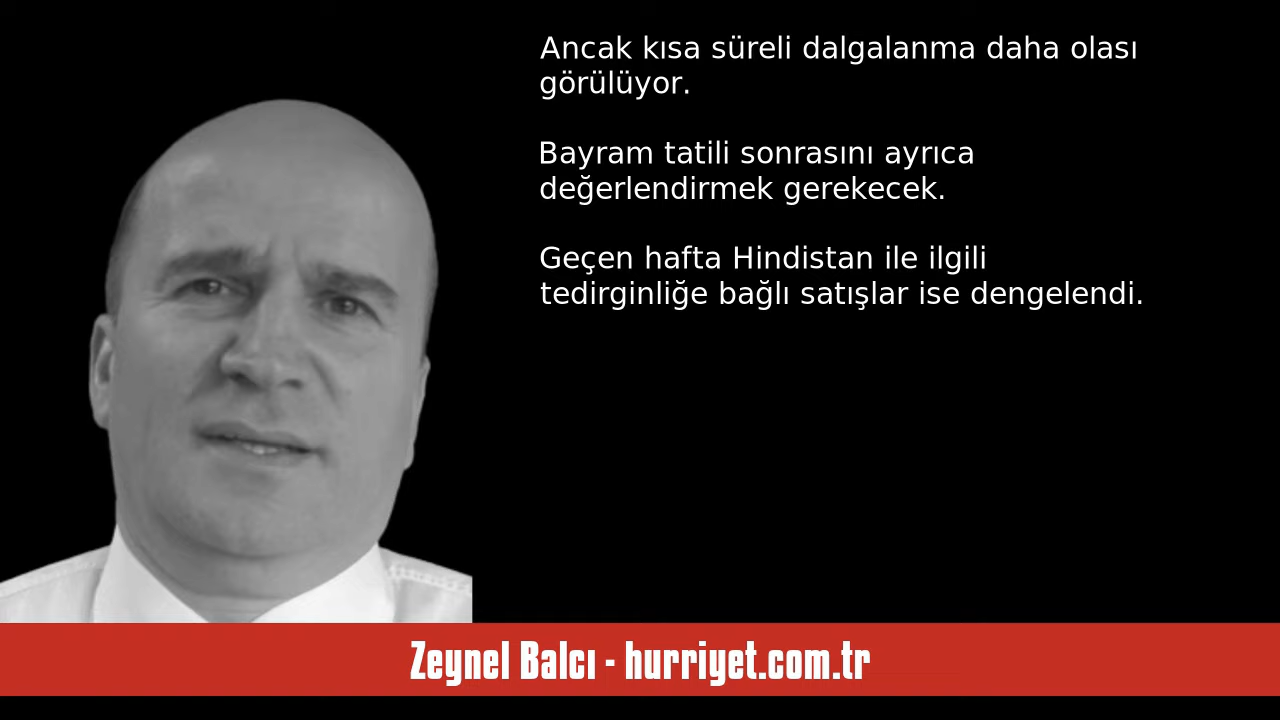 Ancak kısa süreli dalgalanma daha olası
görülüyor.
Bayram tatili sonrasını ayrıca
değerlendirmek gerekecek.
Geçen hafta Hindistan ile ilgili
tedirginliğe bağlı satışlar ise dengelendi.
Zeynel Balcı - hurriyet.com.tr